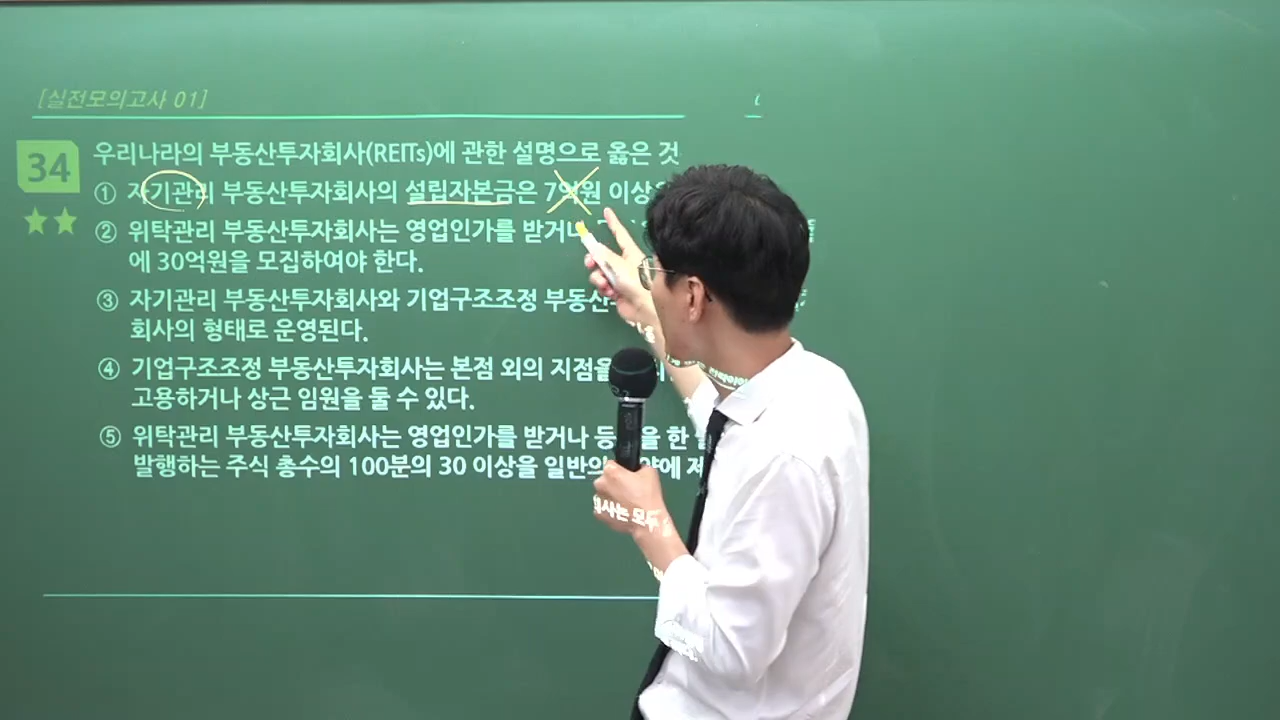 [실전모의고사 01]
34 우리나라의 부동산투자회사(REITs)에 관한 설명으로 옳은 것
① 자기관리 부동산투자회사의 설립자본금은 7억원 이상
② 위탁관리 부동산투자회사는 영업인가를 받거나
에 30억원을 모집하여야 한다.
③ 자기관리 부동산투자회사와 기업구조조정
회사의 형태로 운영된다.
④ 기업구조조정 부동산투자회사는 본점 외의 지점을
고용하거나 상근 임원을 둘 수 있다.
⑤ 위탁관리 부동산투자회사는 영업인가를 받거나 등록을 한
발행하는 주식 총수의 100분의 30 이상을 일반의